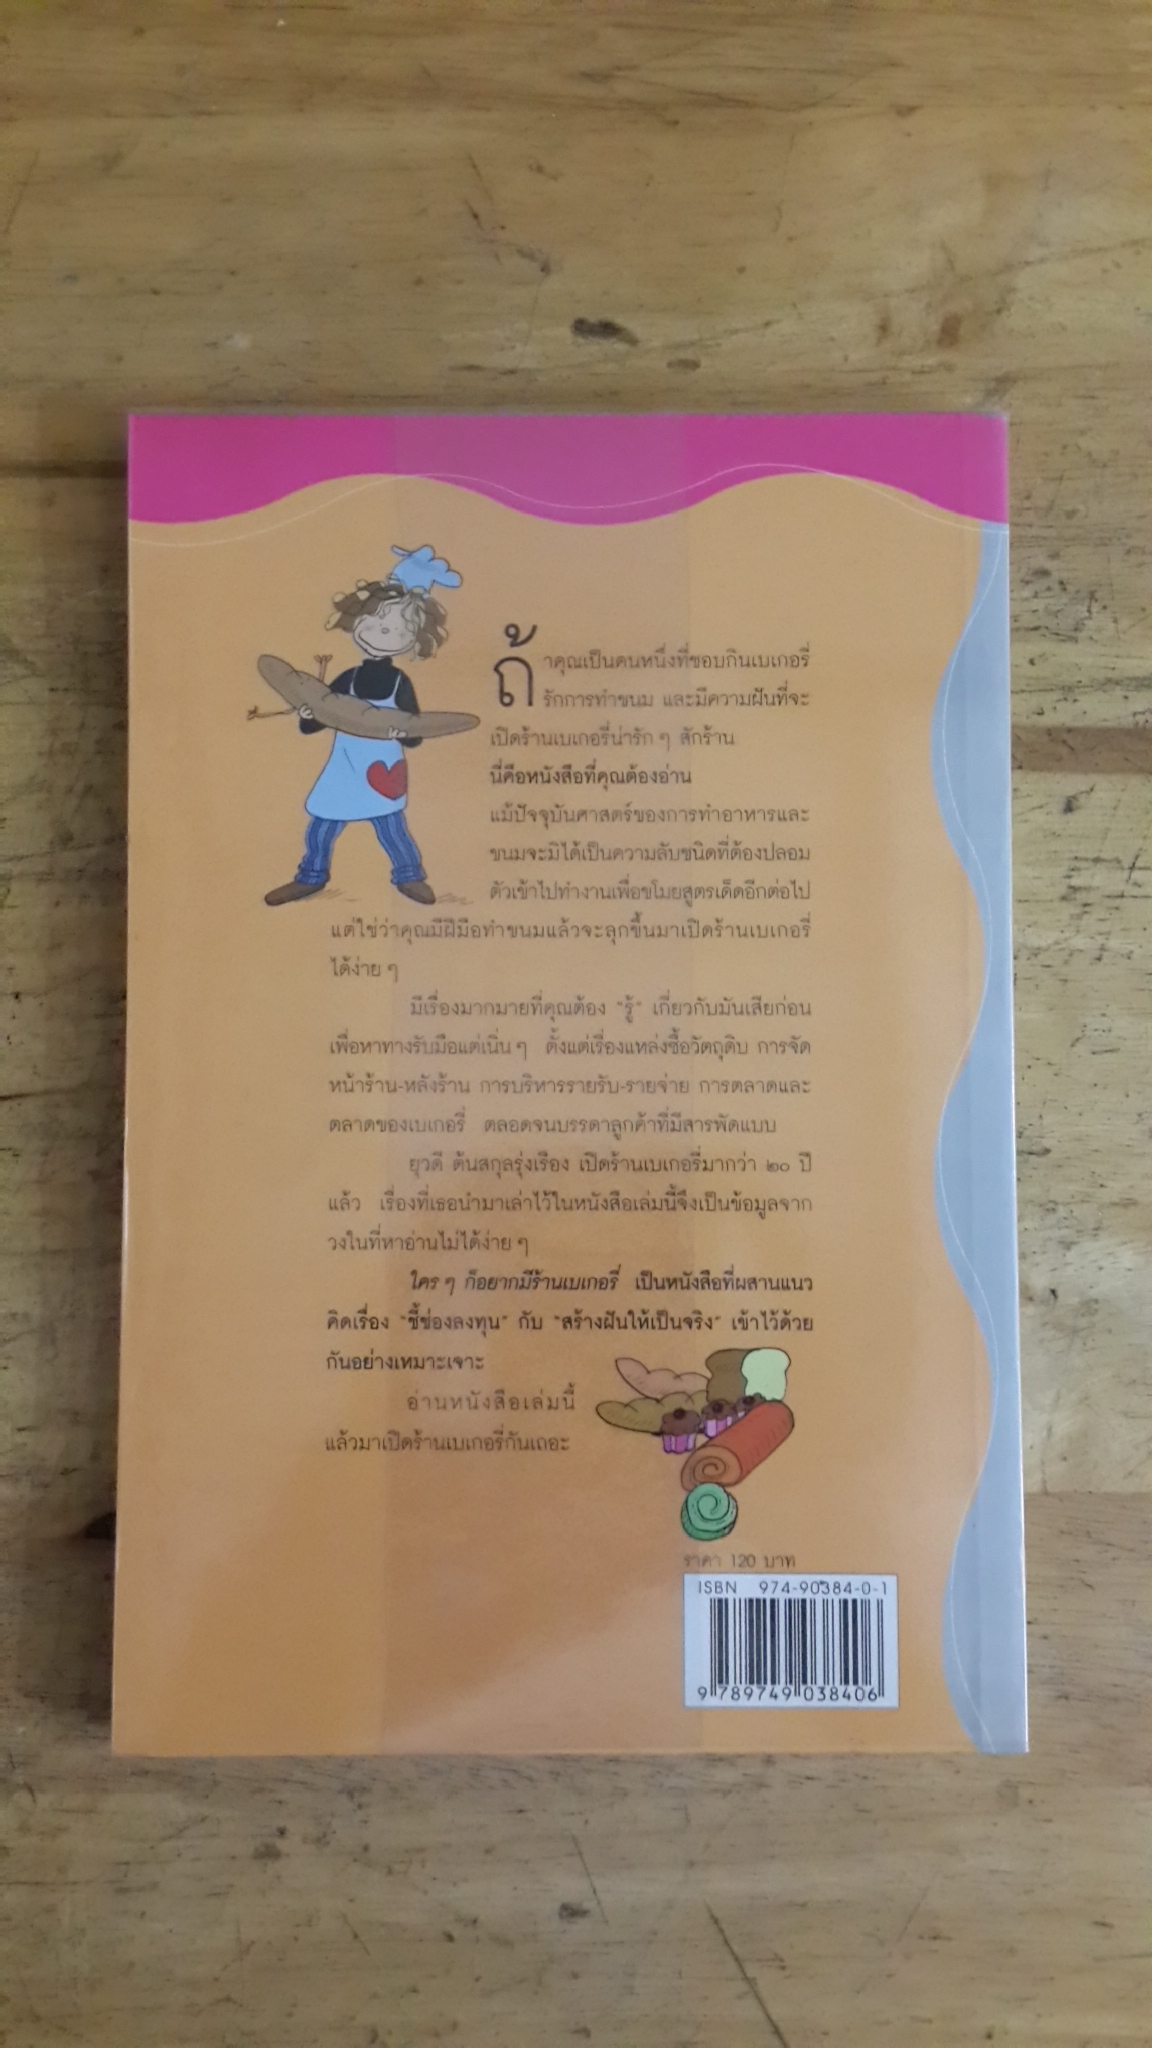 ถ้าคุณเป็นคนหนึ่งที่ชอบกินเบเกอรี่
รักการทำขนม และมีความฝันที่จะ
เปิดร้านเบเกอรี่น่ารัก ๆ สักร้าน
นี่คือหนังสือที่คุณต้องอ่าน
แม้ปัจจุบันศาสตร์ของการทำอาหารและ
ขนมจะมิได้เป็นความลับชนิดที่ต้องปลอม
ตัวเข้าไปทำงานเพื่อขโมยสูตรเด็ดอีกต่อไป
แต่ใช่ว่าคุณมีฝีมือทำขนมแล้วจะลุกขึ้นมาเปิดร้านเบเกอรี่
ได้ง่าย ๆ
มีเรื่องมากมายที่คุณต้อง "รู้" เกี่ยวกับมันเสียก่อน
เพื่อหาทางรับมือแต่เนิ่น ๆ ตั้งแต่เรื่องแหล่งซื้อวัตถุดิบ การจัด
หน้าร้าน-หลังร้าน การบริหารรายรับ-รายจ่าย การตลาดและ
ตลาดของเบเกอรี่ ตลอดจนบรรดาลูกค้าที่มีสารพัดแบบ
ยุวดี ต้นสกุลรุ่งเรือง เปิดร้านเบเกอรี่มากว่า ๒๐ ปี
แล้ว เรื่องที่เธอนำมาเล่าไว้ในหนังสือเล่มนี้จึงเป็นข้อมูลจาก
วงในที่หาอ่านไม่ได้ง่าย ๆ
ใคร ๆ ก็อยากมีร้านเบเกอรี่ เป็นหนังสือที่ผสานแนว
คิดเรื่อง "ชี้ช่องลงทุน" กับ "สร้างฝันให้เป็นจริง" เข้าไว้ด้วย
กันอย่างเหมาะเจาะ
อ่านหนังสือเล่มนี้
แล้วมาเปิดร้านเบเกอรี่กันเถอะ
ราคา 120 บาท
ISBN 974-90384-0-1
9 789749 038406